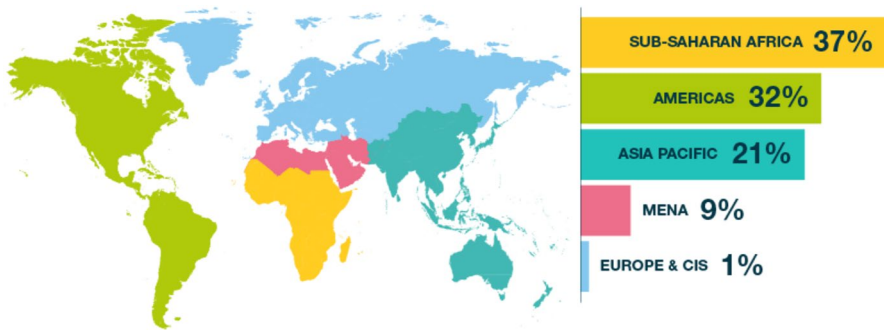 SUB-SAHARAN AFRICA 37%
AMERICAS 32%
ASIA PACIFIC 21%
MENA 9%
EUROPE & CIS 1%